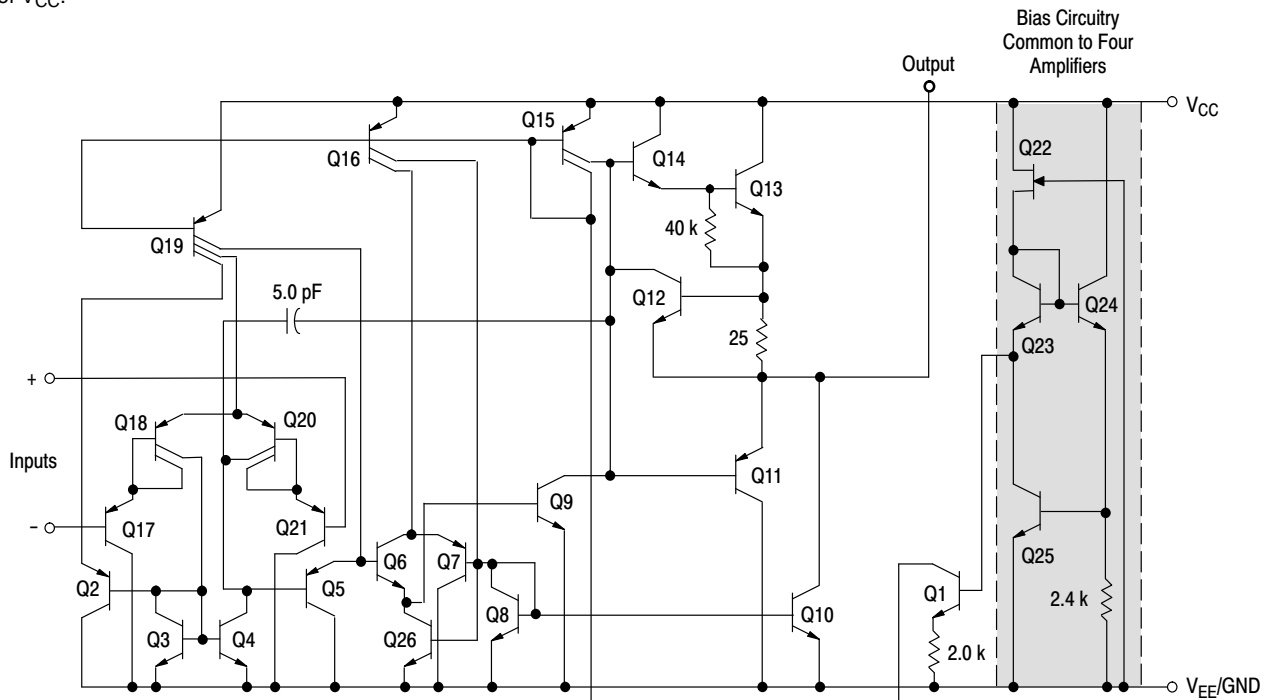 or VCC.
Bias Circuitry
Common to Four
Amplifiers
Output
VCC
Q15
Q22
Q16
Q14
Q13
40 k
Q19
5.0 pF
Q12
Q24
Q23
25
+
Q18
Q20
Inputs
Q11
Q9
-
Q17
Q21
Q25
Q6
Q7
Q2
Q5
Q1
2.4 k
Q8
Q10
Q3
Q4
Q26
2.0 k
VEE/GND